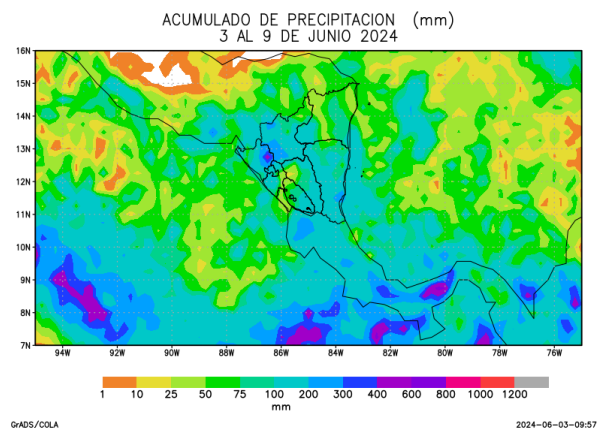 ACUMULADO DE PRECIPITACION (mm)
3 AL 9 DE JUNIO 2024
16N
15N
14N
13N
12N
11N
10N
9N
8N
7N
94W 92W 90W 88W 86W 84W 82W 80W 78W 76W
1 10 25 50 75 100 200 300 400 600 800 1000 1200
mm
GrADS/COLA 2024-06-03-09:57